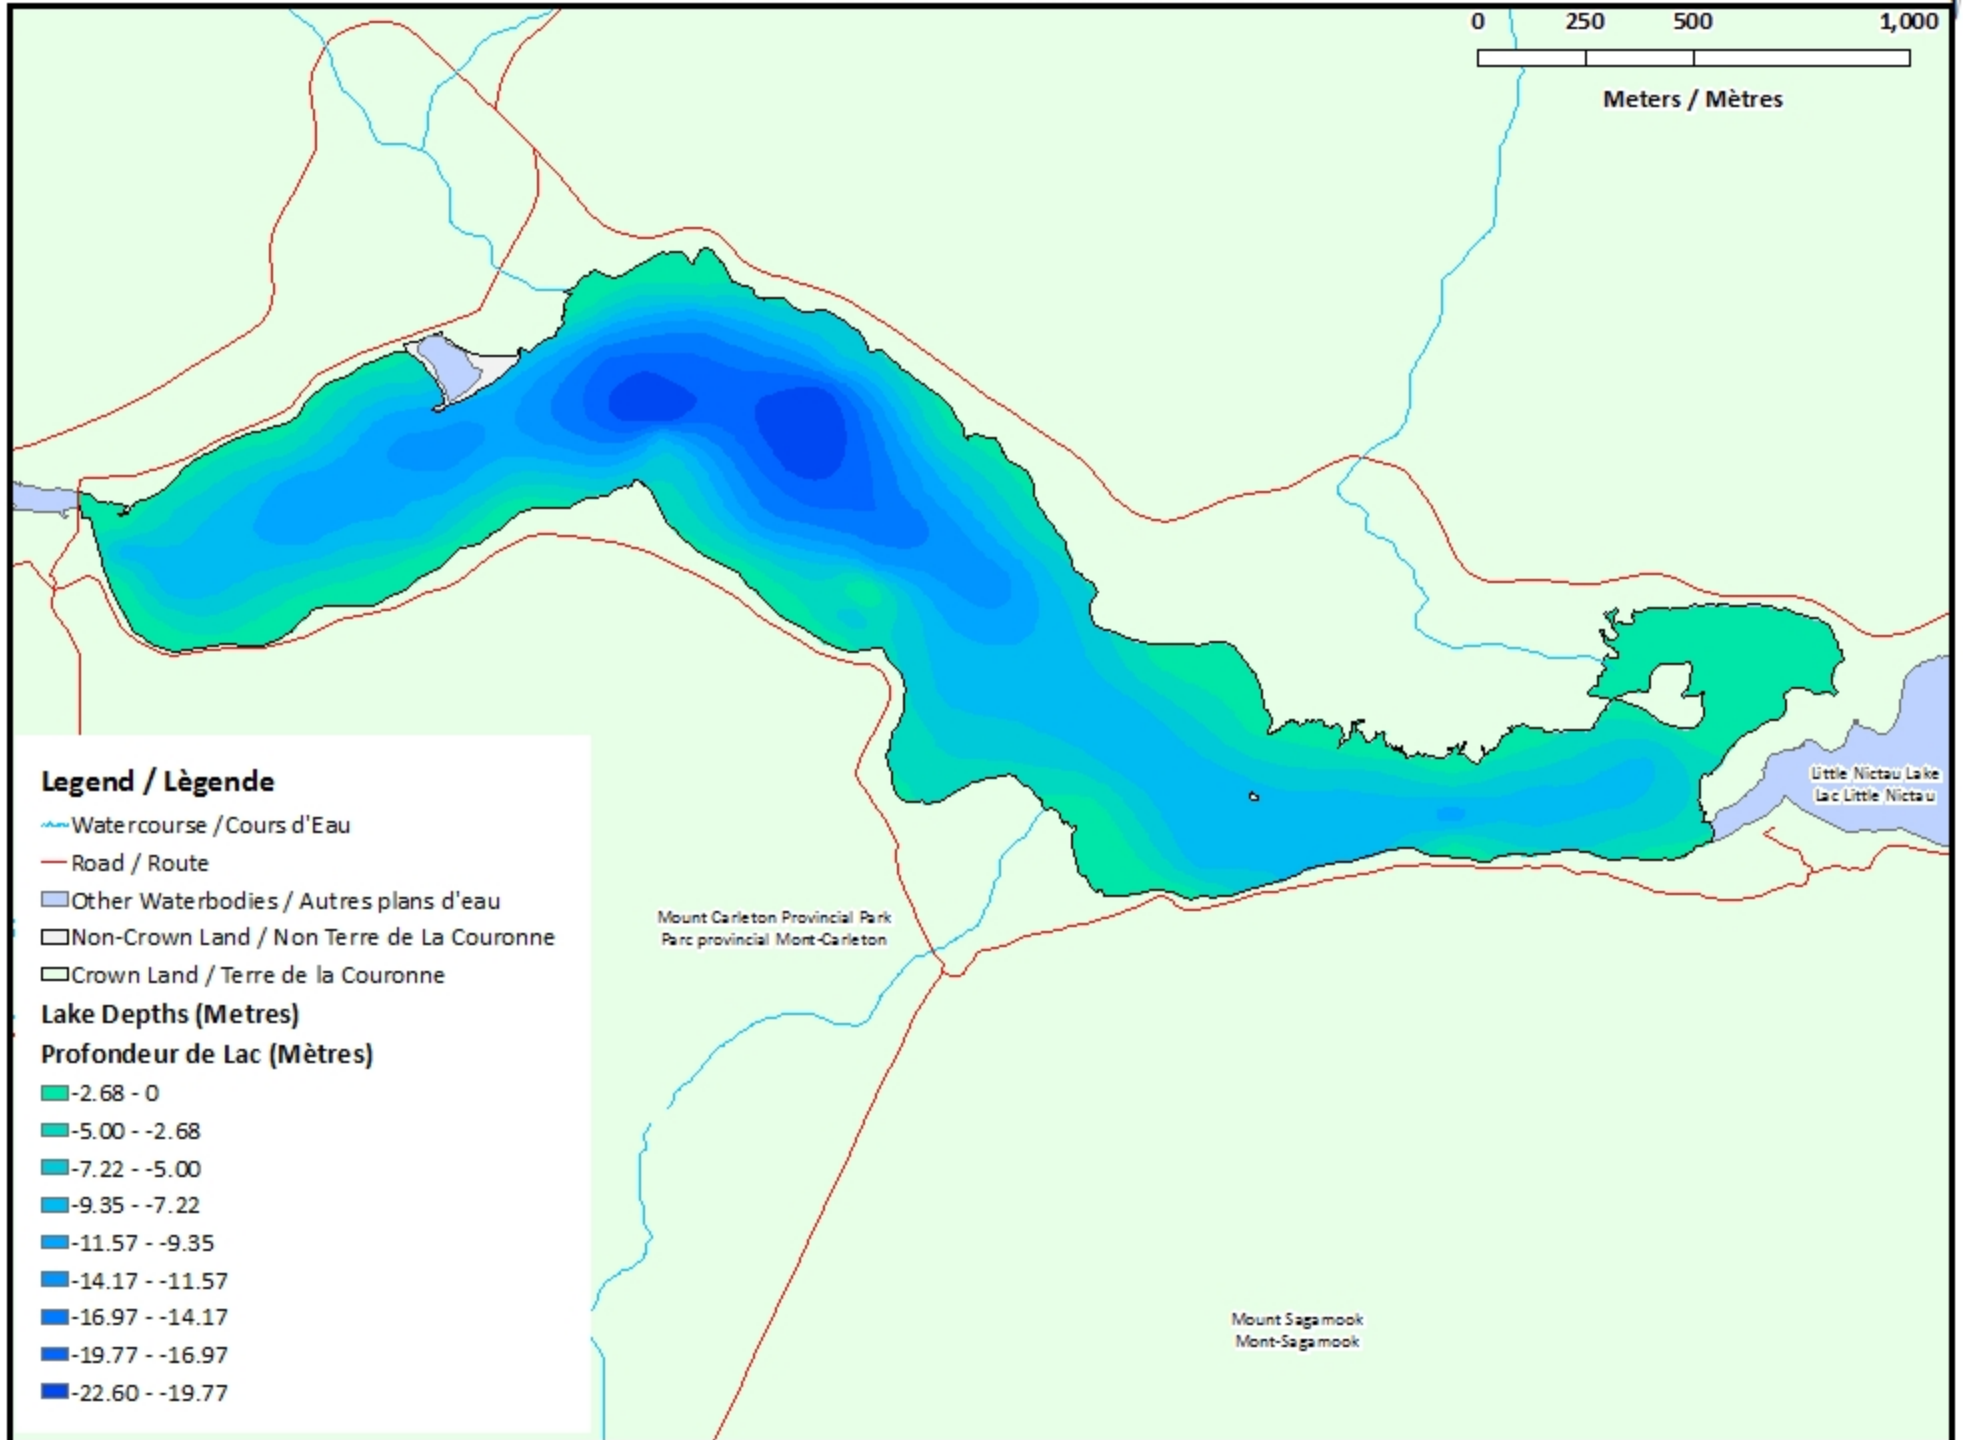 0 250 500 1,000
Meters / Mètres
Little Nictau Lake
Lac Little Nictau
Legend / Lègende
Watercourse / Cours d'Eau
Road / Route
Other Waterbodies / Autres plans d'eau
Non-Crown Land / Non Terre de La Couronne
Crown Land / Terre de la Couronne
Lake Depths (Metres)
Profondeur de Lac (Mètres)
-2.68 - 0
-5.00 - -2.68
-7.22 - -5.00
-9.35 - -7.22
-11.57 - -9.35
-14.17 - -11.57
-16.97 - -14.17
-19.77 - -16.97
-22.60 - -19.77
Mount Carleton Provincial Park
Parc provincial Mont-Carleton
Mount Sagamook
Mont-Sagamook